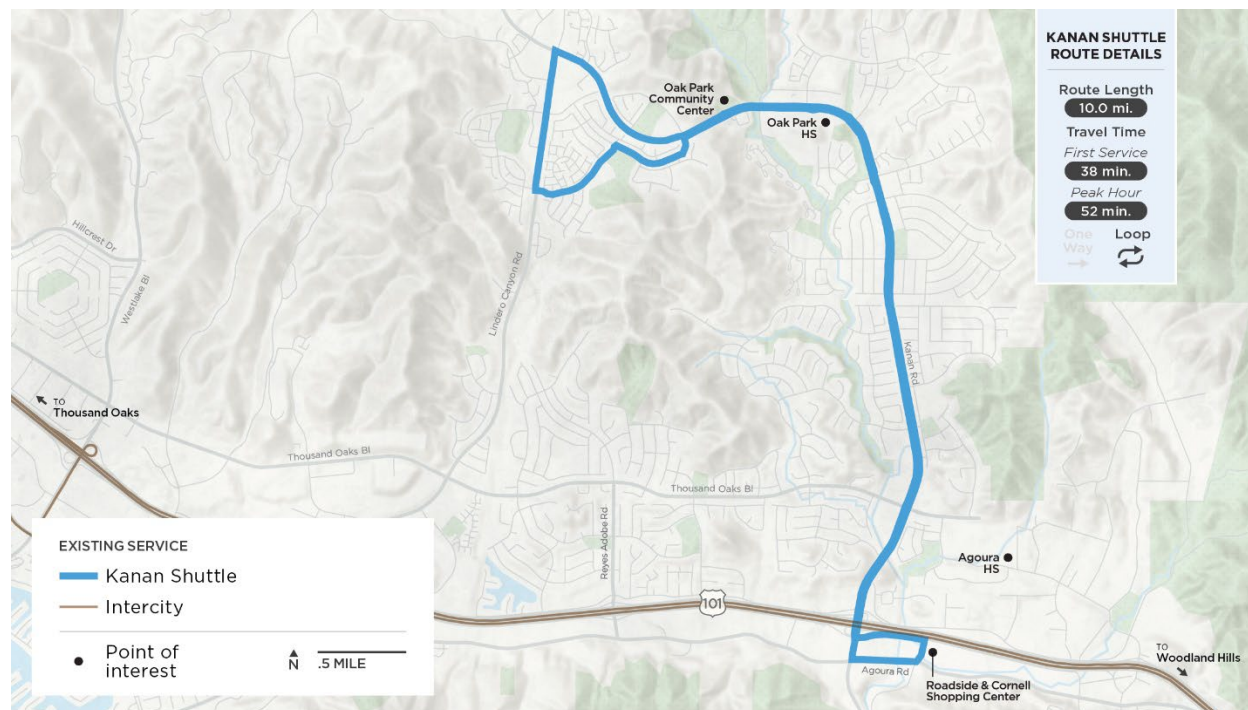 KANAN SHUTTLE
ROUTE DETAILS
Route Length
10.0 mi.
Travel Time
First Service
38 min.
Peak Hour
52 min.
One
Way
Loop
Oak Park
Community
Center
Oak Park
HS
Hillcrest Dr
Westlake Bl
Lindero Canyon Rd
Kanan Rd
TO
Thousand Oaks
Thousand Oaks Bl
Thousand Oaks Bl
Reyes Adobe Rd
Agoura
HS
101
TO
Woodland Hills
Agoura Rd
Roadside & Cornell
Shopping Center
EXISTING SERVICE
Kanan Shuttle
Intercity
Point of
interest
N
.5 MILE